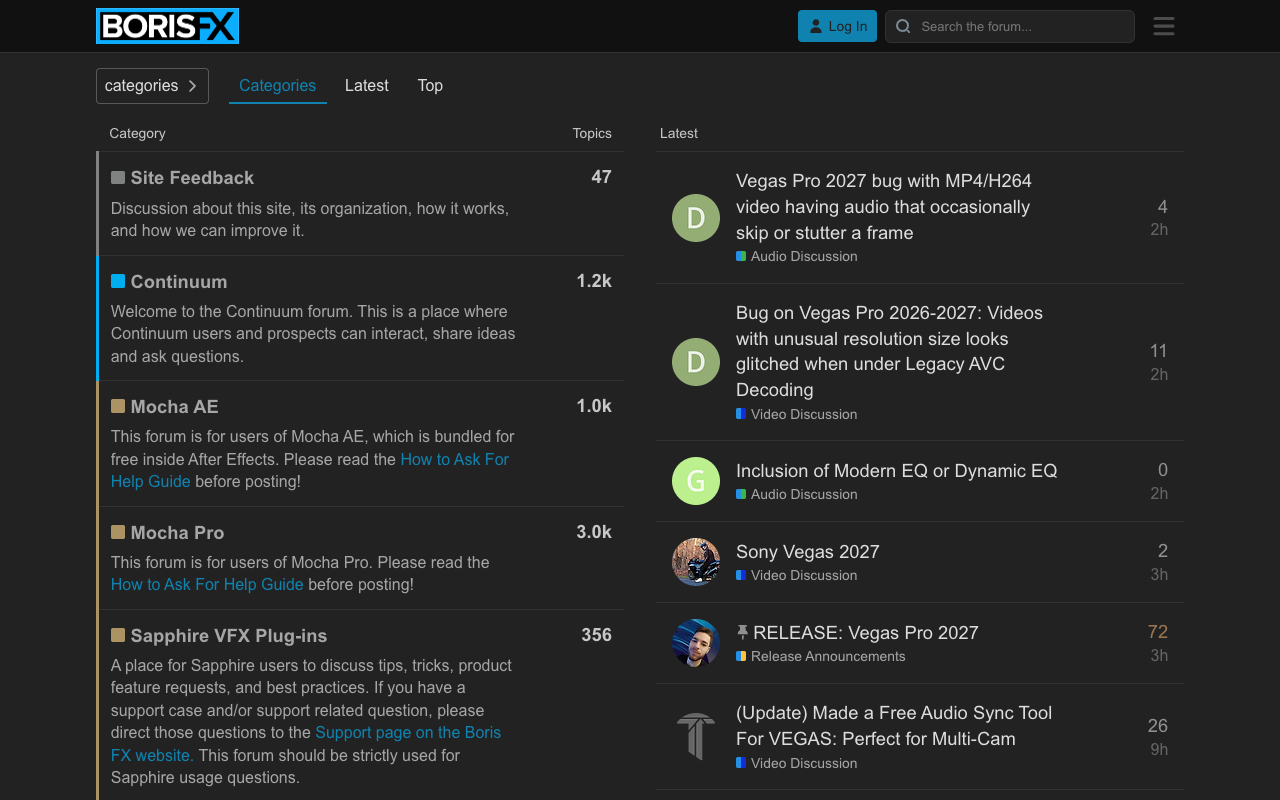 BORISFX
Log In
Search the forum...
categories
Categories
Latest
Top
Category
Topics
Site Feedback
47
Discussion about this site, its organization, how it works,
and how we can improve it.
Continuum
1.2k
Welcome to the Continuum forum. This is a place where
Continuum users and prospects can interact, share ideas
and ask questions.
Mocha AE
1.0k
This forum is for users of Mocha AE, which is bundled for
free inside After Effects. Please read the How to Ask For
Help Guide before posting!
Mocha Pro
3.0k
This forum is for users of Mocha Pro. Please read the
How to Ask For Help Guide before posting!
Sapphire VFX Plug-ins
356
A place for Sapphire users to discuss tips, tricks, product
feature requests, and best practices. If you have a
support case and/or support related question, please
direct those questions to the Support page on the Boris
FX website. This forum should be strictly used for
Sapphire usage questions.
Latest
D
Vegas Pro 2027 bug with MP4/H264
video having audio that occasionally
skip or stutter a frame
Audio Discussion
4
2h
D
Bug on Vegas Pro 2026-2027: Videos
with unusual resolution size looks
glitched when under Legacy AVC
Decoding
Video Discussion
11
2h
G
Inclusion of Modern EQ or Dynamic EQ
Audio Discussion
0
2h
Sony Vegas 2027
Video Discussion
2
3h
RELEASE: Vegas Pro 2027
Release Announcements
72
3h
(Update) Made a Free Audio Sync Tool
For VEGAS: Perfect for Multi-Cam
Video Discussion
26
9h